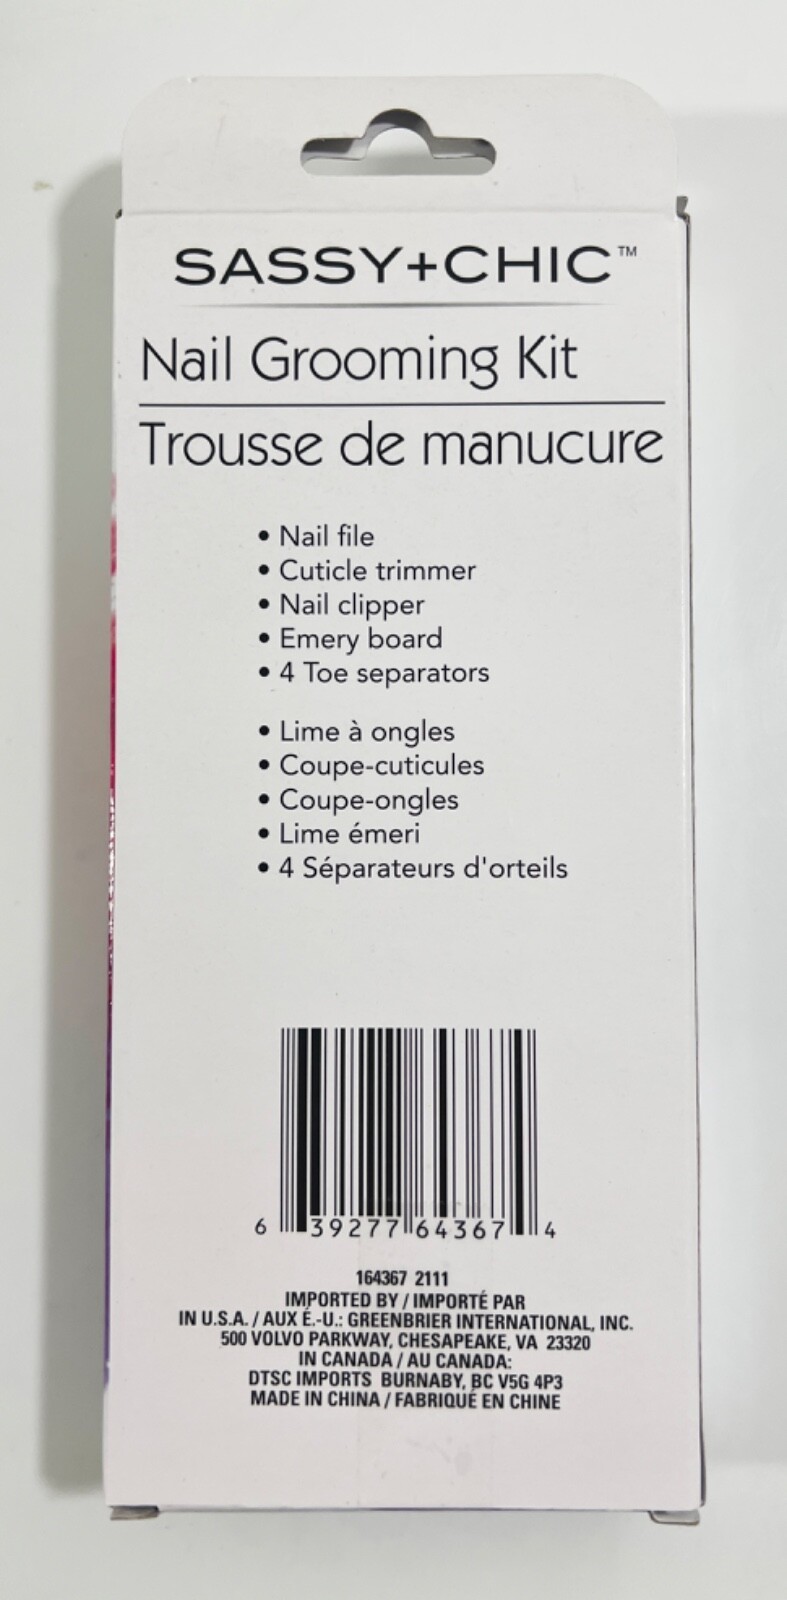 SASSY+CHIC™
Nail Grooming Kit
Trousse de manucure
• Nail file
• Cuticle trimmer
• Nail clipper
• Emery board
• 4 Toe separators
• Lime à ongles
• Coupe-cuticules
• Coupe-ongles
• Lime émeri
• 4 Séparateurs d'orteils
6 39277 64367 4
164367 2111
IMPORTED BY / IMPORTÉ PAR
IN U.S.A. / AUX É.-U.: GREENBRIER INTERNATIONAL, INC.
500 VOLVO PARKWAY, CHESAPEAKE, VA 23320
IN CANADA / AU CANADA:
DTSC IMPORTS BURNABY, BC V5G 4P3
MADE IN CHINA / FABRIQUÉ EN CHINE